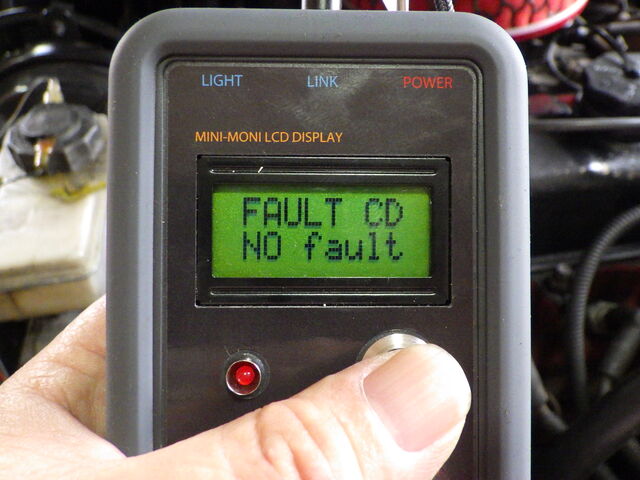 LIGHT LINK POWER
MINI-MONI LCD DISPLAY
FAULT CD
NO fault